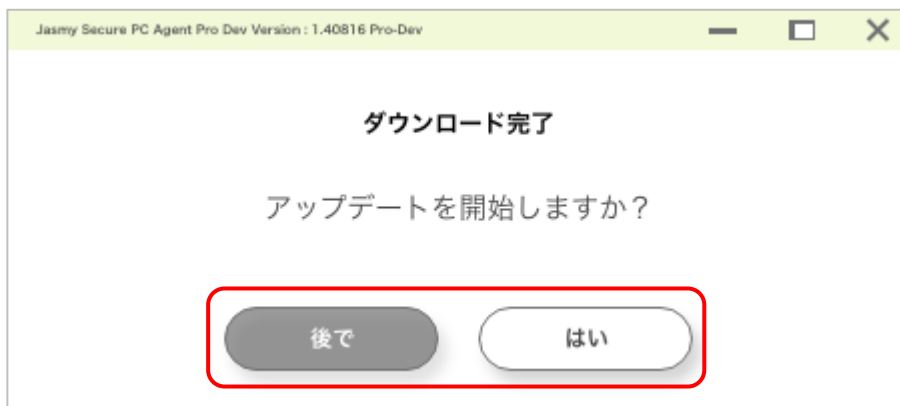 Jasmy Secure PC Agent Pro Dev Version : 1.40816 Pro-Dev
ダウンロード完了
アップデートを開始しますか？
後で はい